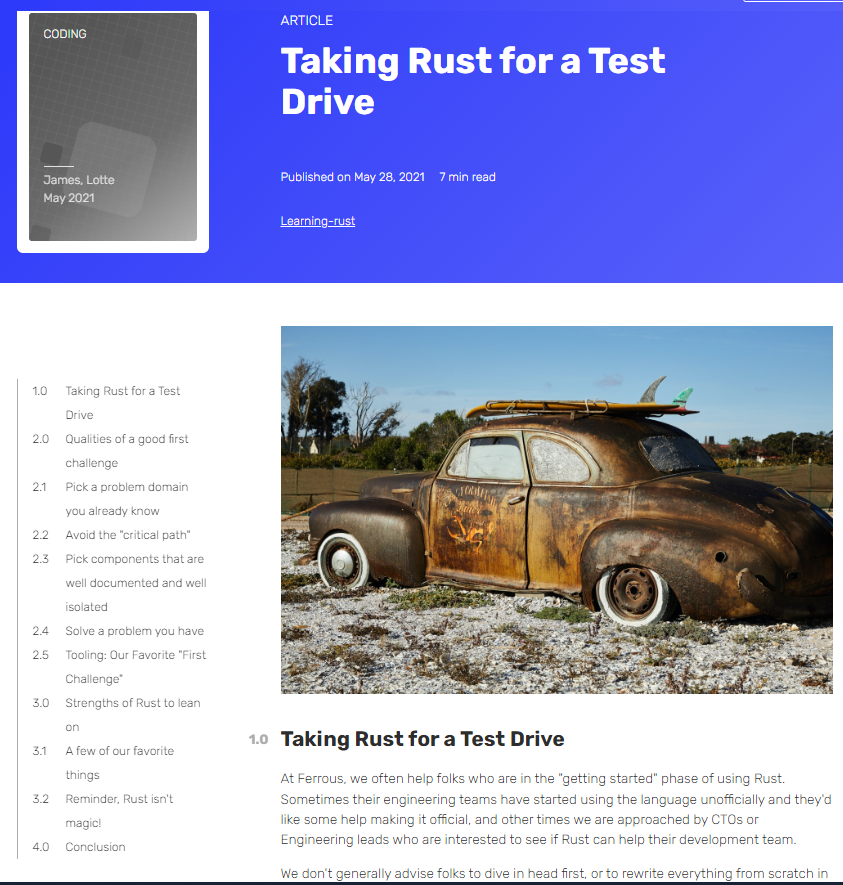 CODING
James, Lotte
May 2021
ARTICLE
Taking Rust for a Test
Drive
Published on May 28, 2021 7 min read
Learning-rust
1.0 Taking Rust for a Test
Drive
2.0 Qualities of a good first
challenge
2.1 Pick a problem domain
you already know
2.2 Avoid the "critical path"
2.3 Pick components that are
well documented and well
isolated
2.4 Solve a problem you have
2.5 Tooling: Our Favorite "First
Challenge"
3.0 Strengths of Rust to lean
on
3.1 A few of our favorite
things
3.2 Reminder, Rust isn't
magic!
4.0 Conclusion
1.0 Taking Rust for a Test Drive
At Ferrous, we often help folks who are in the "getting started" phase of using Rust.
Sometimes their engineering teams have started using the language unofficially and they'd
like some help making it official, and other times we are approached by CTOs or
Engineering leads who are interested to see if Rust can help their development team.
We don't generally advise folks to dive in head first, or to rewrite everything from scratch in